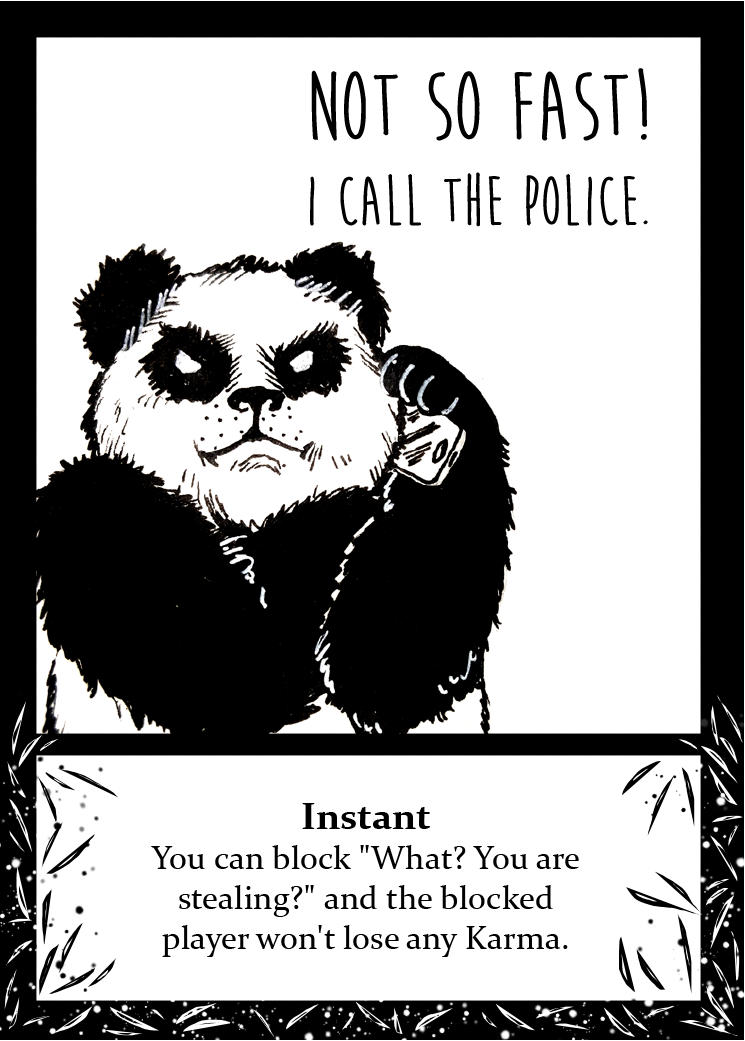 NOT SO FAST!
I CALL THE POLICE.
Instant
You can block "What? You are
stealing?" and the blocked
player won't lose any Karma.